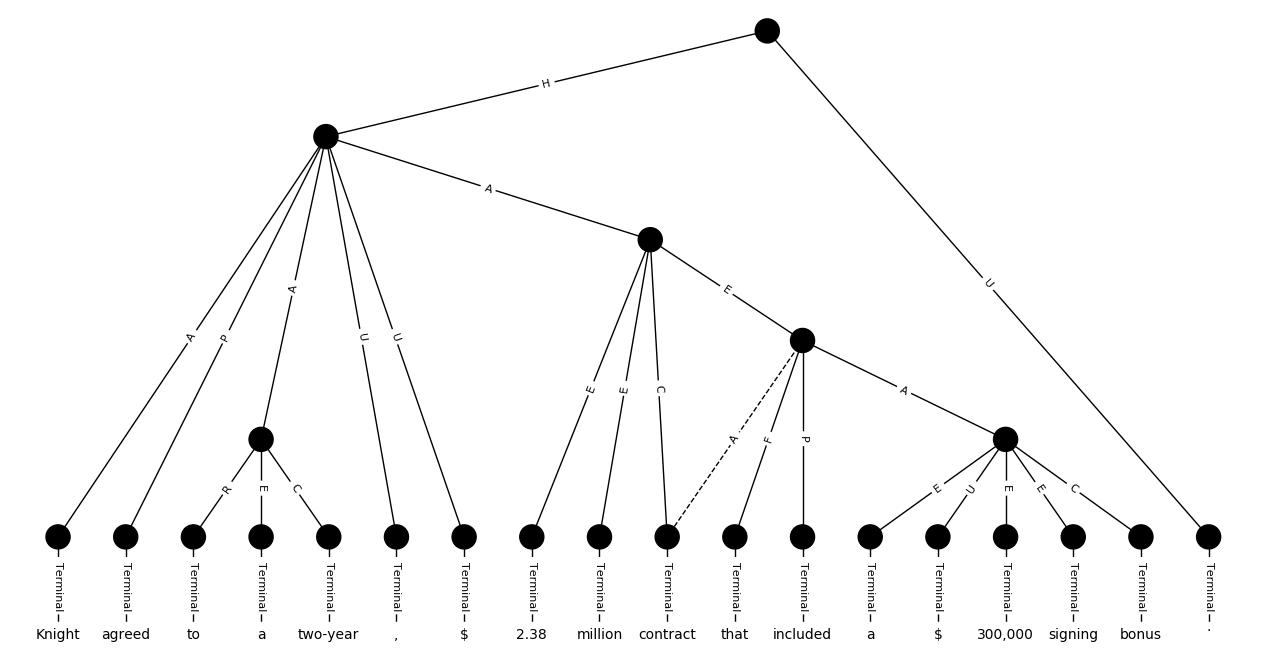 H
A
E
U
A
A
P
U
U
E
E
C
A
A
F
P
R
E
C
E
U
E
E
C
Terminal Terminal Terminal Terminal Terminal Terminal Terminal Terminal Terminal Terminal Terminal Terminal Terminal Terminal Terminal Terminal Terminal Terminal
Knight agreed to a two-year , $ 2.38 million contract that included a $ 300,000 signing bonus .